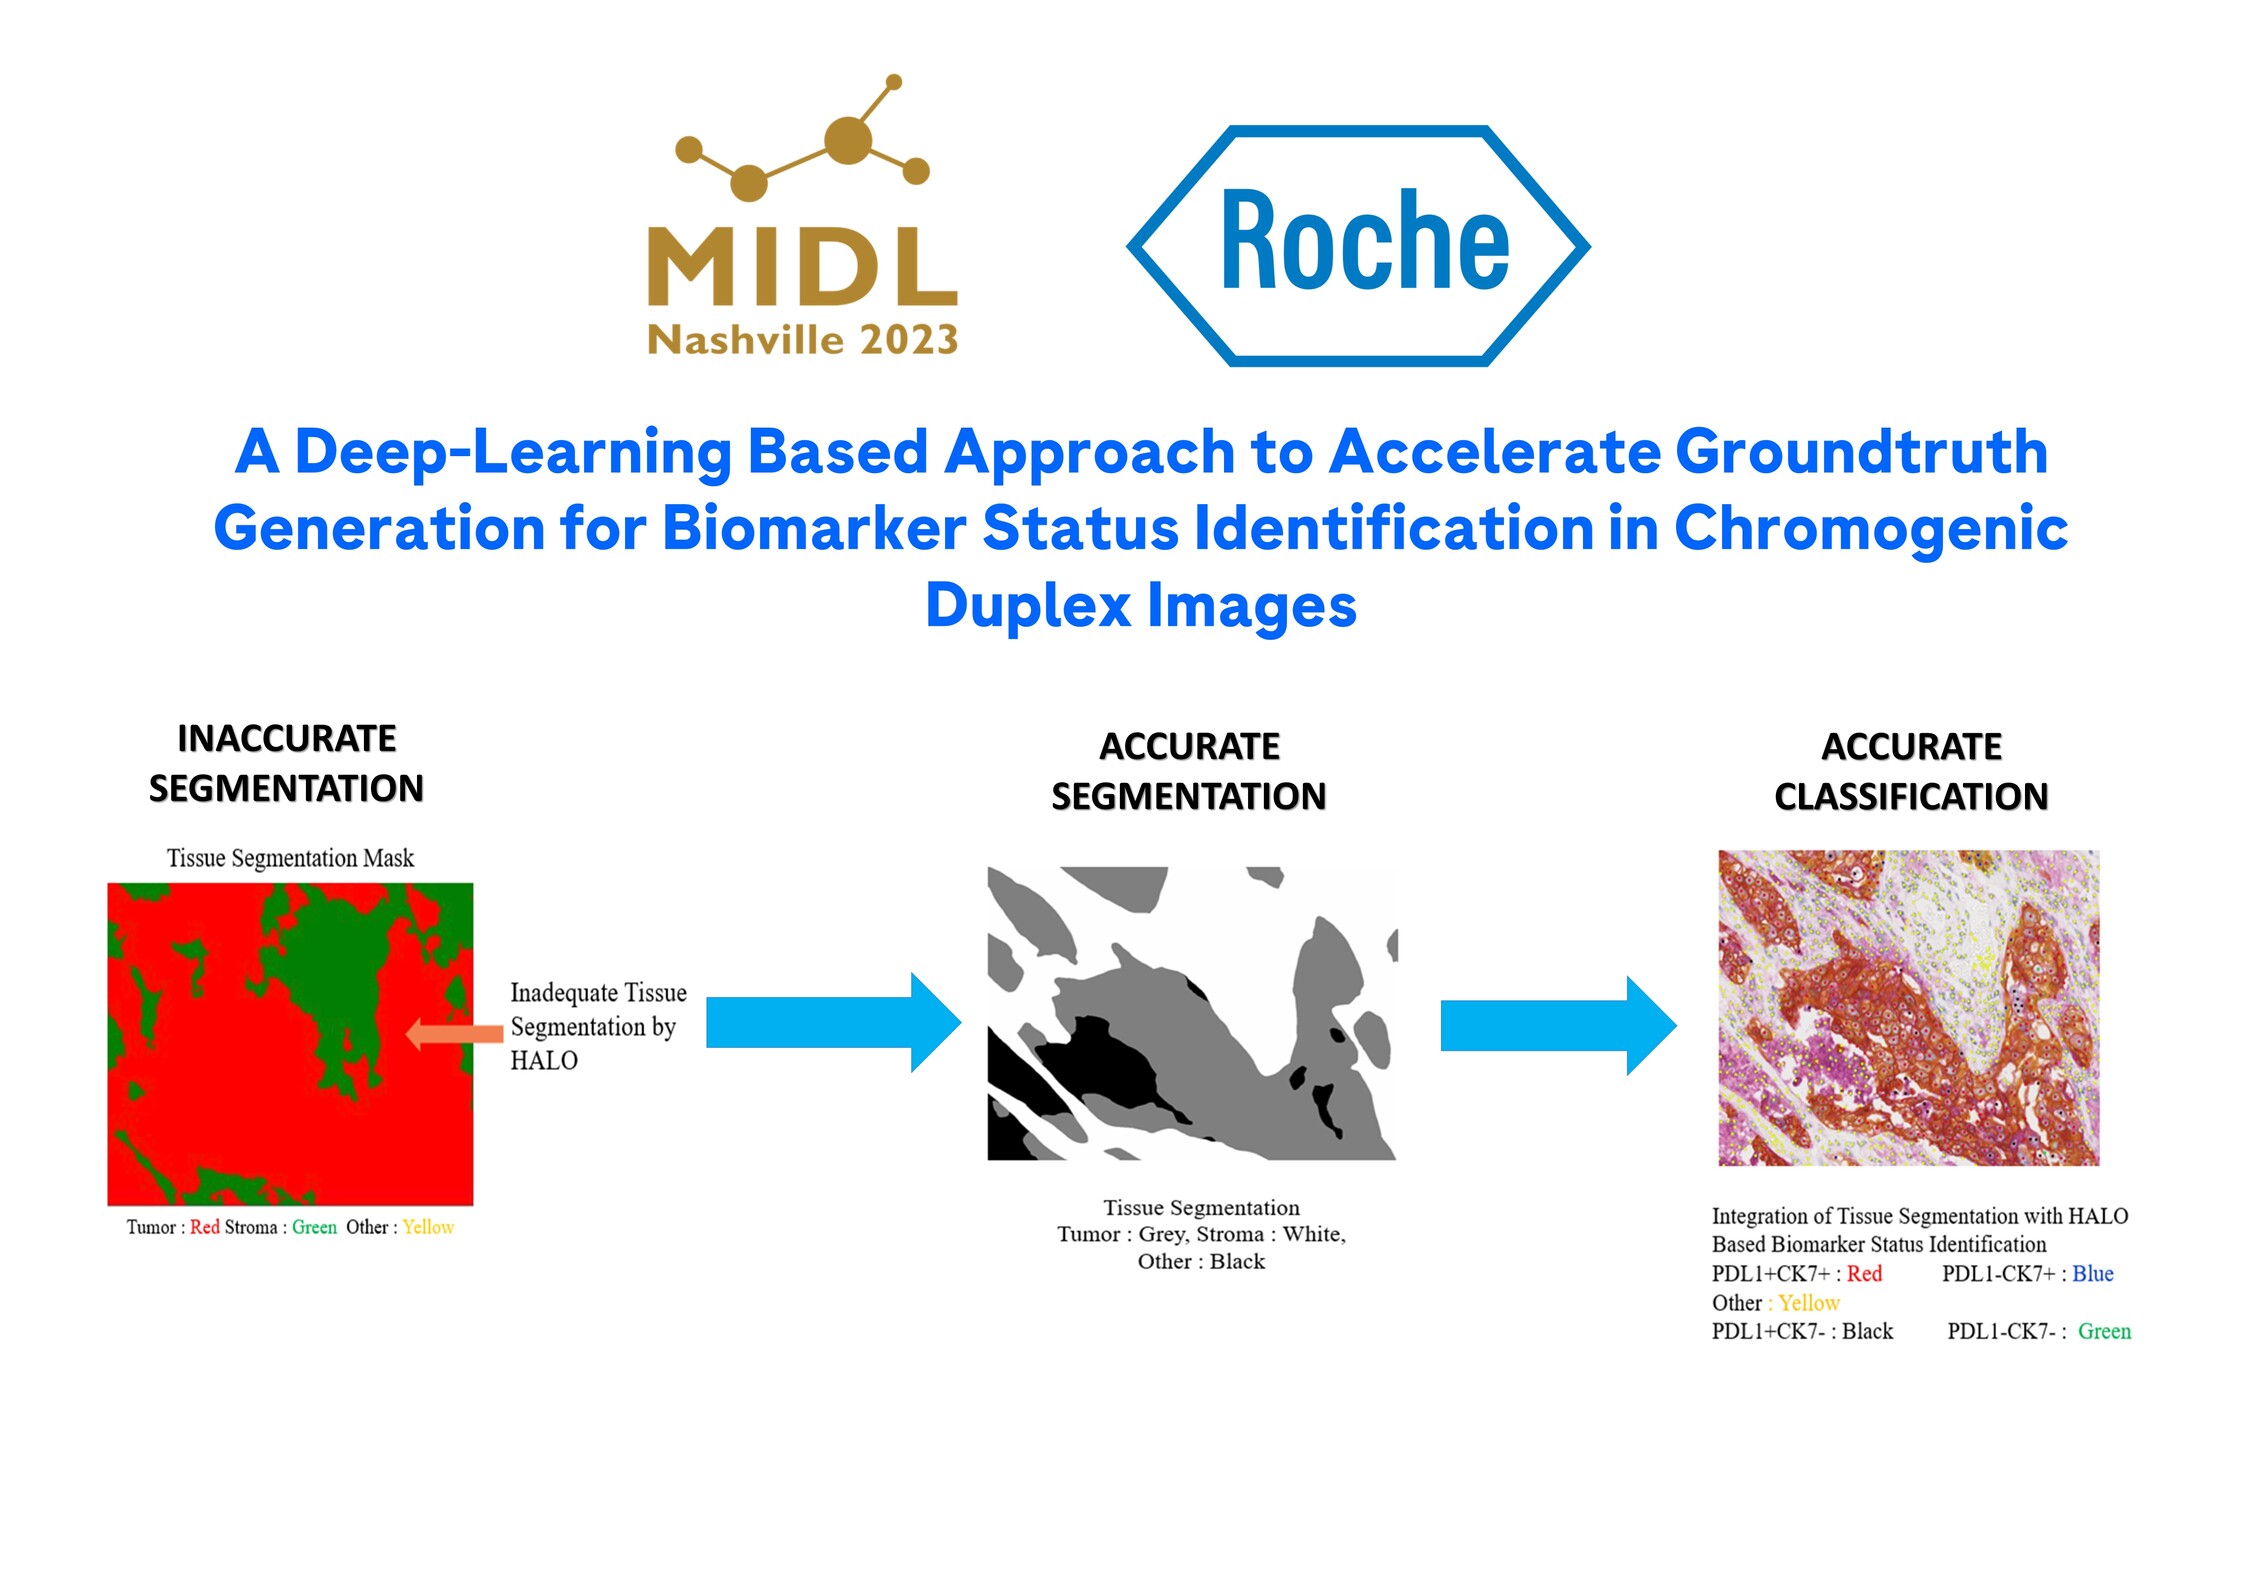 MIDL
Nashville 2023
Roche
A Deep-Learning Based Approach to Accelerate Groundtruth
Generation for Biomarker Status Identification in Chromogenic
Duplex Images
INACCURATE
SEGMENTATION
Tissue Segmentation Mask
Tumor : Red Stroma : Green Other : Yellow
Inadequate Tissue
Segmentation by
HALO
ACCURATE
SEGMENTATION
Tissue Segmentation
Tumor : Grey, Stroma : White,
Other : Black
ACCURATE
CLASSIFICATION
Integration of Tissue Segmentation with HALO
Based Biomarker Status Identification
PDL1+CK7+ : Red PDL1-CK7+ : Blue
Other : Yellow
PDL1+CK7- : Black PDL1-CK7- : Green